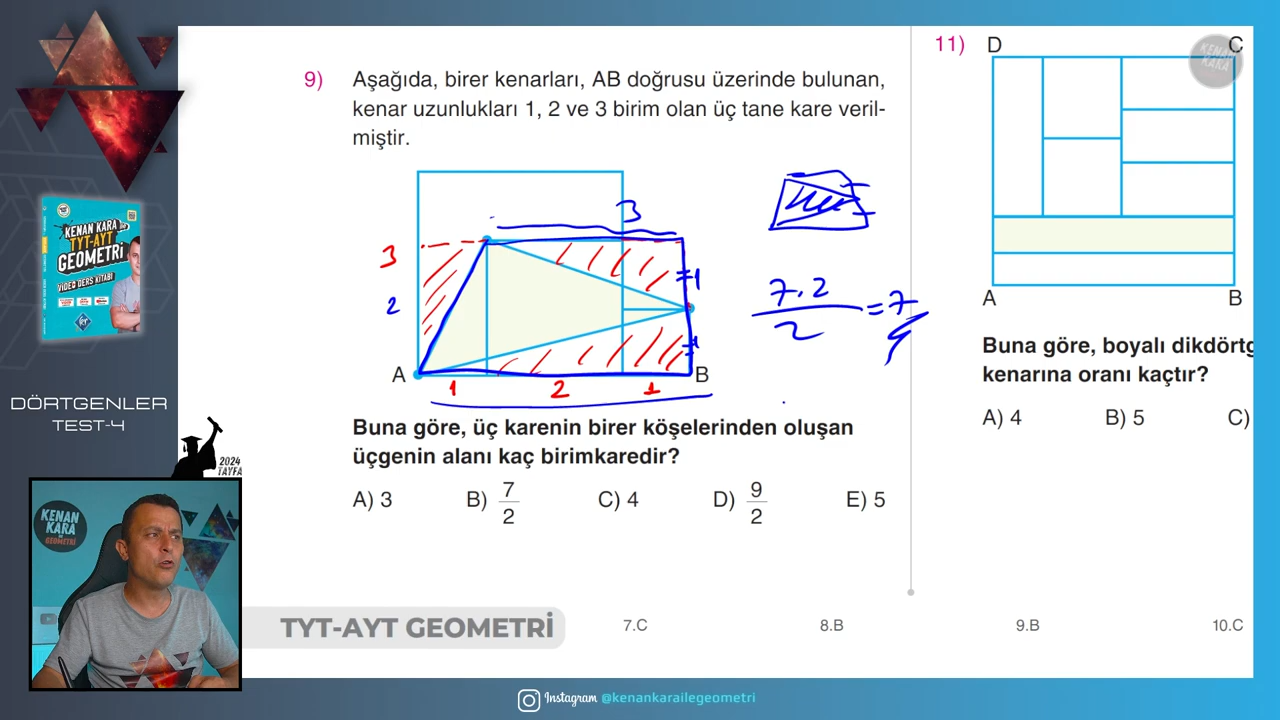 9) Aşağıda, birer kenarları, AB doğrusu üzerinde bulunan,
kenar uzunlukları 1, 2 ve 3 birim olan üç tane kare veril-
miştir.
3
3
2
1
1
A
B
1 2 1
7.2
2
= 7
Buna göre, üç karenin birer köşelerinden oluşan
üçgenin alanı kaç birimkaredir?
A) 3 B) 7/2 C) 4 D) 9/2 E) 5
11) D C
A B
Buna göre, boyalı dikdörtg
kenarına oranı kaçtır?
A) 4 B) 5 C)
KENAN KARA
TYT-AYT
GEOMETRİ
VİDEO DERS KİTABI
DÖRTGENLER
TEST-4
2024
TAYFA
KENAN
KARA
GEOMETRİ
KENAN
KARA
TYT-AYT GEOMETRİ
7.C 8.B 9.B 10.C
Instagram @kenankarailegeometri